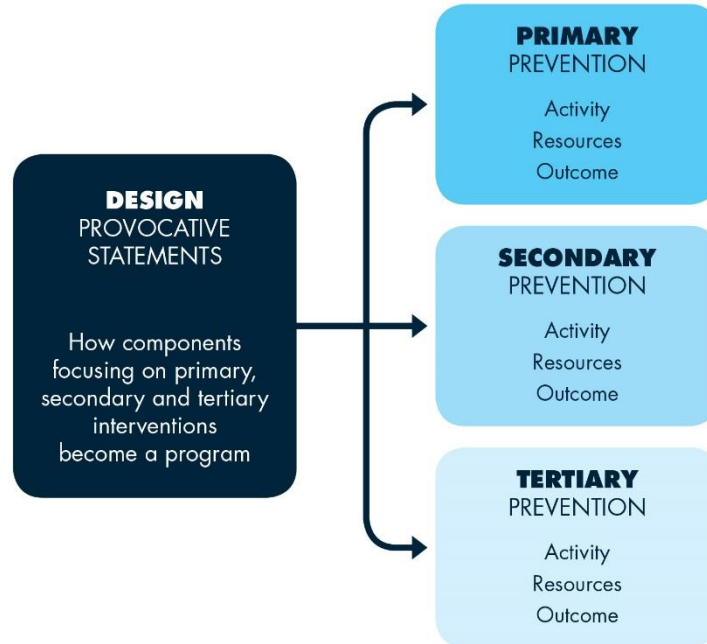 DESIGN
PROVOCATIVE
STATEMENTS
How components
focusing on primary,
secondary and tertiary
interventions
become a program
PRIMARY
PREVENTION
Activity
Resources
Outcome
SECONDARY
PREVENTION
Activity
Resources
Outcome
TERTIARY
PREVENTION
Activity
Resources
Outcome